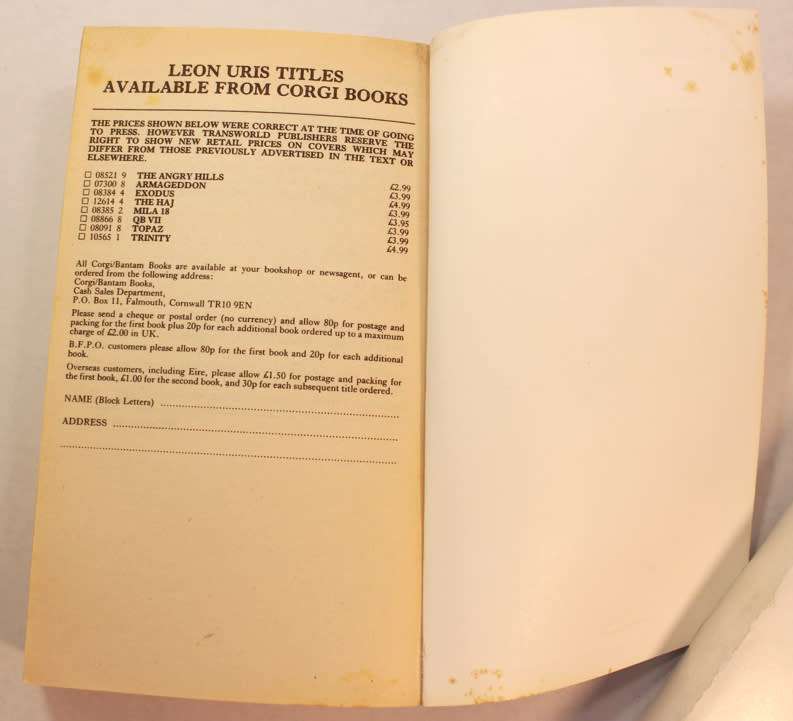 LEON URIS TITLES
AVAILABLE FROM CORGI BOOKS
THE PRICES SHOWN BELOW WERE CORRECT AT THE TIME OF GOING
TO PRESS. HOWEVER TRANSWORLD PUBLISHERS RESERVE THE
RIGHT TO SHOW NEW RETAIL PRICES ON COVERS WHICH MAY
DIFFER FROM THOSE PREVIOUSLY ADVERTISED IN THE TEXT OR
ELSEWHERE.
☐ 08521 9 THE ANGRY HILLS £2.99
☐ 07300 8 ARMAGEDDON £3.99
☐ 08384 4 EXODUS £4.99
☐ 12614 4 THE HAJ £3.99
☐ 08385 2 MILA 18 £3.95
☐ 08866 8 QB VII £3.99
☐ 08091 8 TOPAZ £3.99
☐ 10565 1 TRINITY £4.99
All Corgi/Bantam Books are available at your bookshop or newsagent, or can be
ordered from the following address:
Corgi/Bantam Books,
Cash Sales Department,
P.O. Box 11, Falmouth, Cornwall TR10 9EN
Please send a cheque or postal order (no currency) and allow 80p for postage and
packing for the first book plus 20p for each additional book ordered up to a maximum
charge of £2.00 in UK.
B.F.P.O. customers please allow 80p for the first book and 20p for each additional
book.
Overseas customers, including Eire, please allow £1.50 for postage and packing for
the first book, £1.00 for the second book, and 30p for each subsequent title ordered.
NAME (Block Letters)
ADDRESS